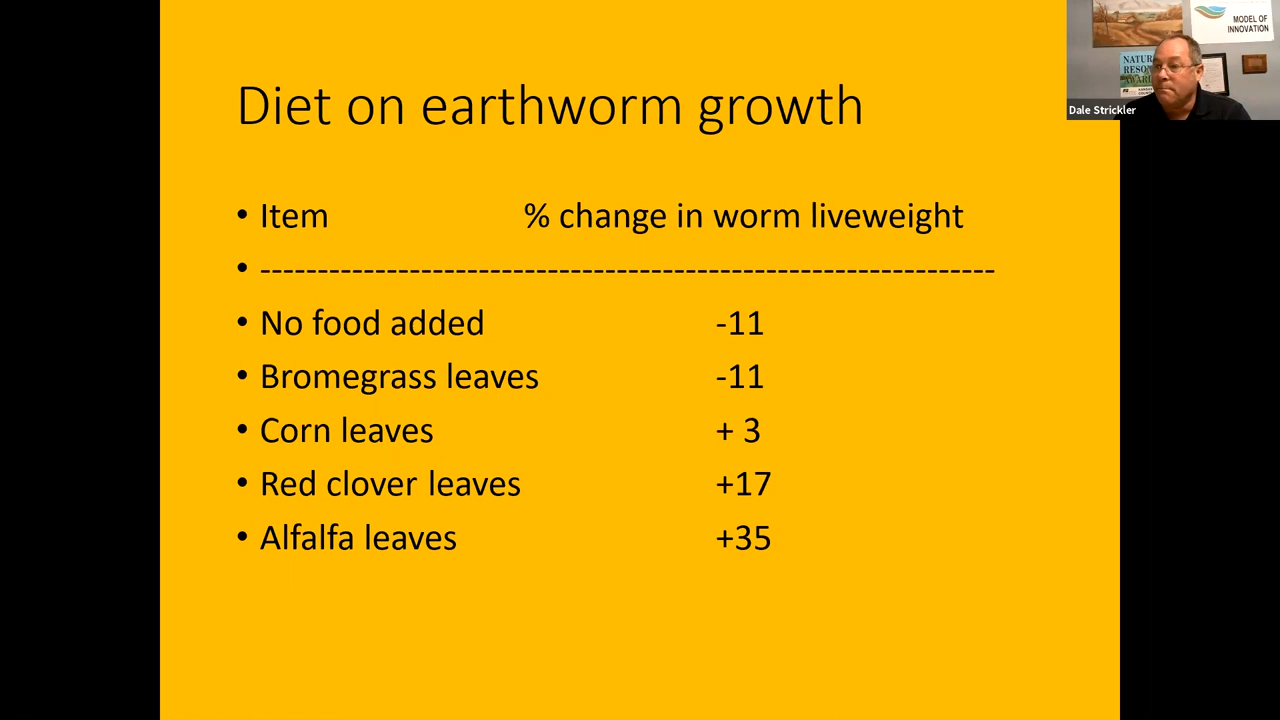 Diet on earthworm growth
• Item % change in worm liveweight
• ----------------------------------------------------------------
• No food added -11
• Bromegrass leaves -11
• Corn leaves + 3
• Red clover leaves +17
• Alfalfa leaves +35
MODEL OF
INNOVATION
Dale Strickler